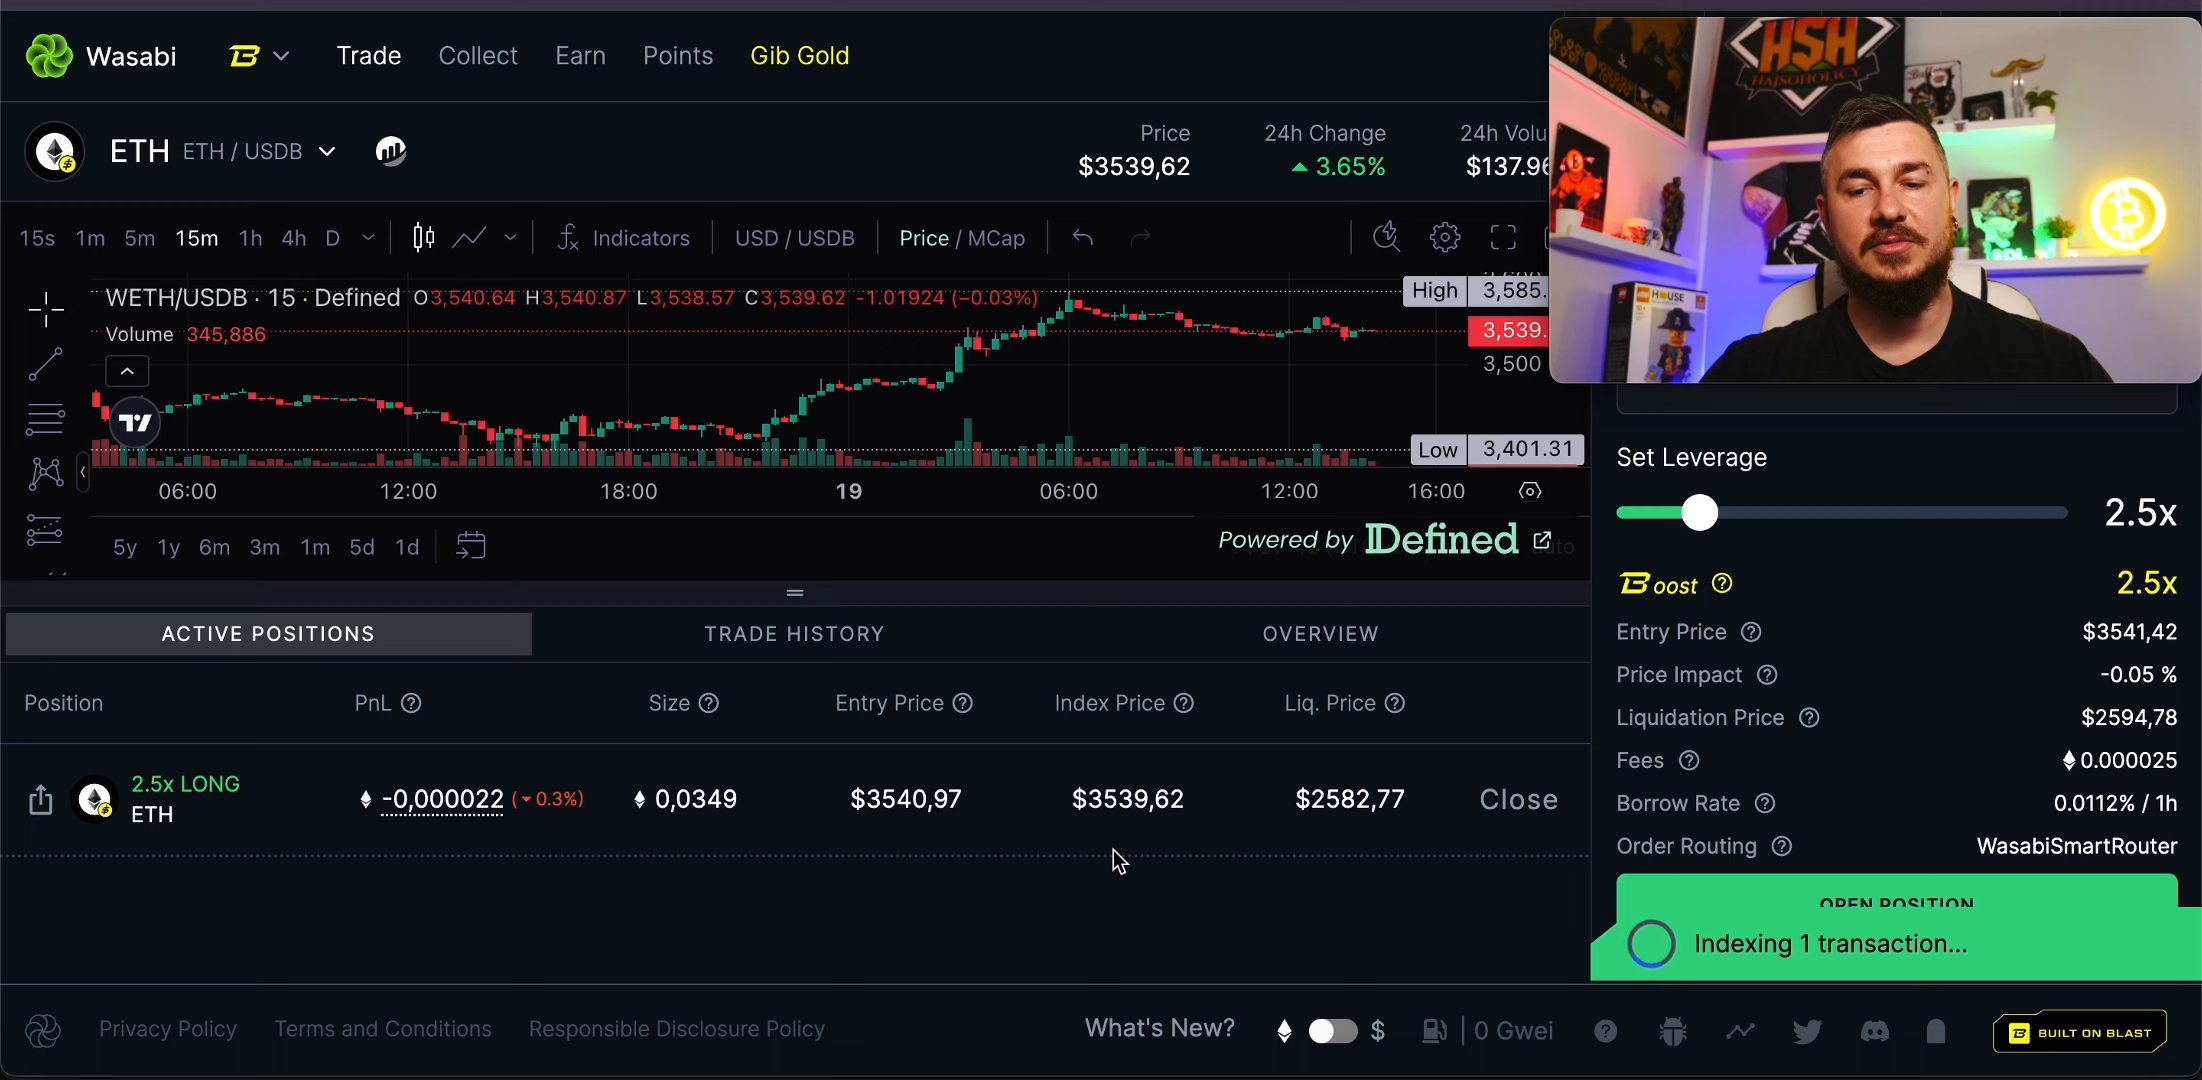 Wasabi
Trade
Collect
Earn
Points
Gib Gold
HSH
HAJSOHOLICY
ETH ETH / USDB
Price
$3539,62
24h Change
3.65%
24h Volu
$137.96
15s 1m 5m 15m 1h 4h D
Indicators
USD / USDB
Price / MCap
WETH/USDB · 15 · Defined O3,540.64 H3,540.87 L3,538.57 C3,539.62 -1.01924 (−0.03%)
Volume 345,886
High 3,585.
3,539.
3,500
Low 3,401.31
06:00 12:00 18:00 19 06:00 12:00 16:00
5y 1y 6m 3m 1m 5d 1d
Powered by Defined
HOUSE
Set Leverage
2.5x
Boost 2.5x
Entry Price $3541,42
Price Impact -0.05 %
Liquidation Price $2594,78
Fees 0.000025
Borrow Rate 0.0112% / 1h
Order Routing WasabiSmartRouter
OPEN POSITION
Indexing 1 transaction...
ACTIVE POSITIONS
TRADE HISTORY
OVERVIEW
Position PnL Size Entry Price Index Price Liq. Price
2.5x LONG
ETH
-0,000022 (0.3%) 0,0349 $3540,97 $3539,62 $2582,77 Close
Privacy Policy
Terms and Conditions
Responsible Disclosure Policy
What's New?
$
0 Gwei
BUILT ON BLAST